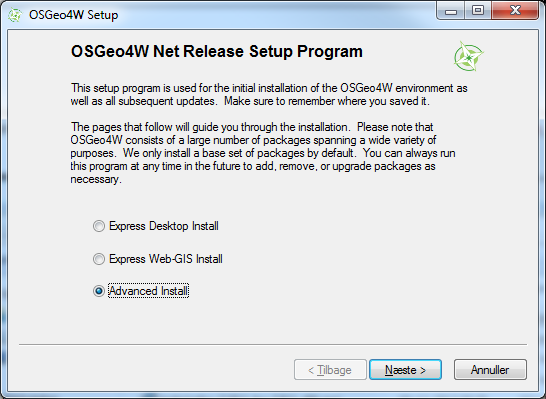 OSGeo4W Setup
OSGeo4W Net Release Setup Program
This setup program is used for the initial installation of the OSGeo4W environment as
well as all subsequent updates.  Make sure to remember where you saved it.
The pages that follow will guide you through the installation.  Please note that
OSGeo4W consists of a large number of packages spanning a wide variety of
purposes.  We only install a base set of packages by default.  You can always run
this program at any time in the future to add, remove, or upgrade packages as
necessary.
Express Desktop Install
Express Web-GIS Install
Advanced Install
< Tilbage
Næste >
Annuller